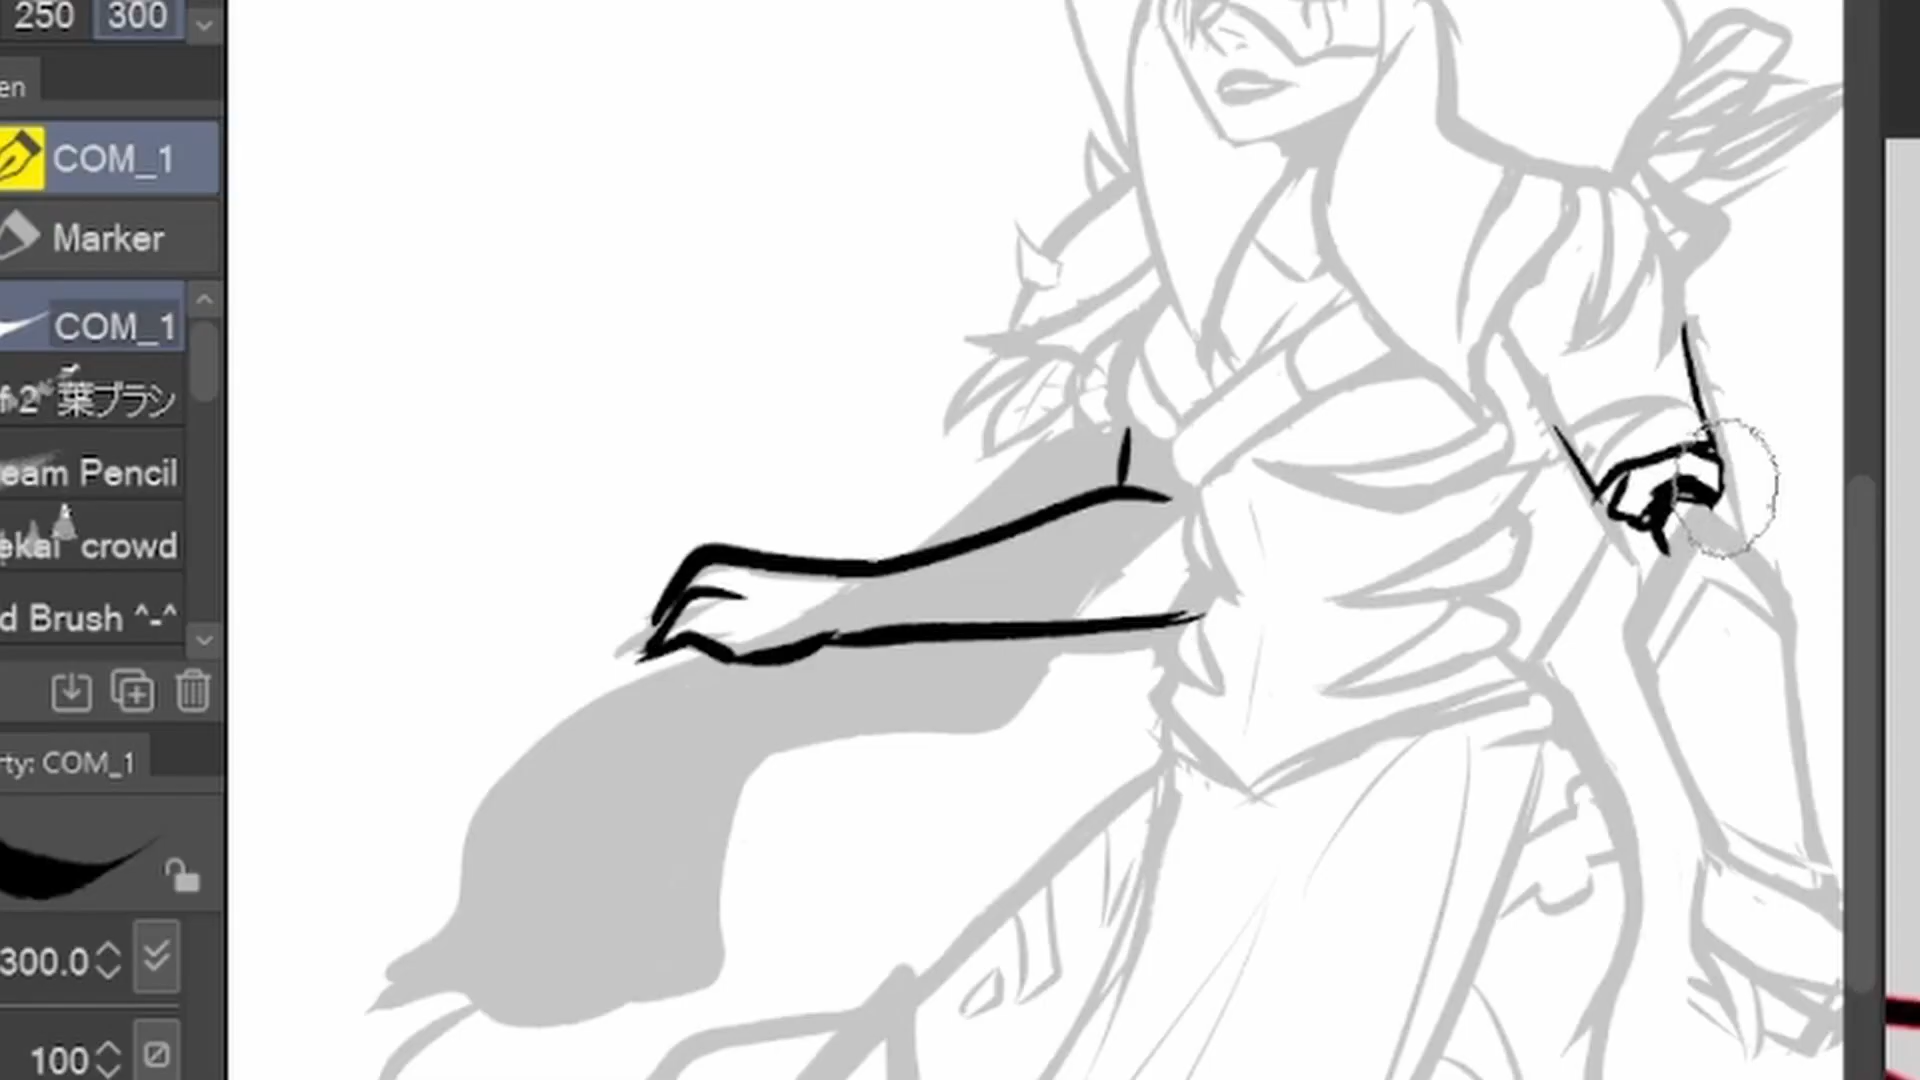 250 300
en
COM_1
Marker
COM_1
f 2 葉ブラシ
eam Pencil
ekai crowd
d Brush ^-^
rty: COM_1
300.0
100